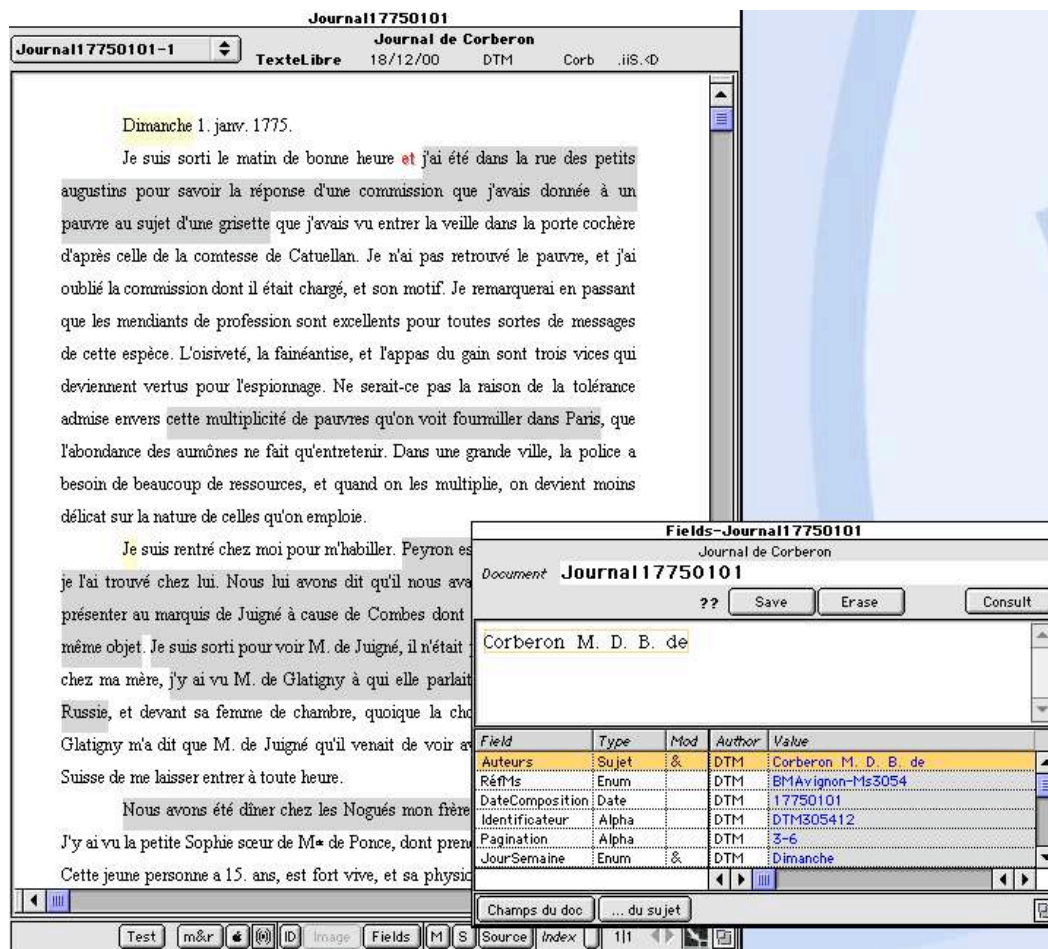 Journal17750101
Journal17750101-1
Journal de Corberon
TexteLibre 18/12/00 DTM Corb .iiS.<D
Dimanche 1. janv. 1775.
Je suis sorti le matin de bonne heure et j'ai été dans la rue des petits
augustins pour savoir la réponse d'une commission que j'avais donnée à un
pauvre au sujet d'une grisette que j'avais vu entrer la veille dans la porte cochère
d'après celle de la comtesse de Catuellan. Je n'ai pas retrouvé le pauvre, et j'ai
oublié la commission dont il était chargé, et son motif. Je remarquerai en passant
que les mendiants de profession sont excellents pour toutes sortes de messages
de cette espèce. L'oisiveté, la fainéantise, et l'appas du gain sont trois vices qui
deviennent vertus pour l'espionnage. Ne serait-ce pas la raison de la tolérance
admise envers cette multiplicité de pauvres qu'on voit fourmiller dans Paris, que
l'abondance des aumônes ne fait qu'entretenir. Dans une grande ville, la police a
besoin de beaucoup de ressources, et quand on les multiplie, on devient moins
délicat sur la nature de celles qu'on emploie.
Je suis rentré chez moi pour m'habiller. Peyron es
je l'ai trouvé chez lui. Nous lui avons dit qu'il nous ava
présenter au marquis de Juigné à cause de Combes dont
même objet. Je suis sorti pour voir M. de Juigné, il n'était
chez ma mère, j'y ai vu M. de Glatigny à qui elle parlait
Russie, et devant sa femme de chambre, quoique la cho
Glatigny m'a dit que M. de Juigné qu'il venait de voir av
Suisse de me laisser entrer à toute heure.
Nous avons été dîner chez les Nogués mon frère
J'y ai vu la petite Sophie sœur de M de Ponce, dont pren
Cette jeune personne a 15. ans, est fort vive, et sa physic
Test m&r ID Image Fields M S Source Index 1|1
Fields-Journal17750101
Journal de Corberon
Document Journal17750101
?? Save Erase Consult
Corberon M. D. B. de
Field Type Mod Author Value
Auteurs Sujet & DTM Corberon M. D. B. de
RéfMs Enum DTM BMAvignon-Ms3054
DateComposition Date DTM 17750101
Identificateur Alpha DTM DTM305412
Pagination Alpha DTM 3-6
JourSemaine Enum & DTM Dimanche
Champs du doc ... du sujet